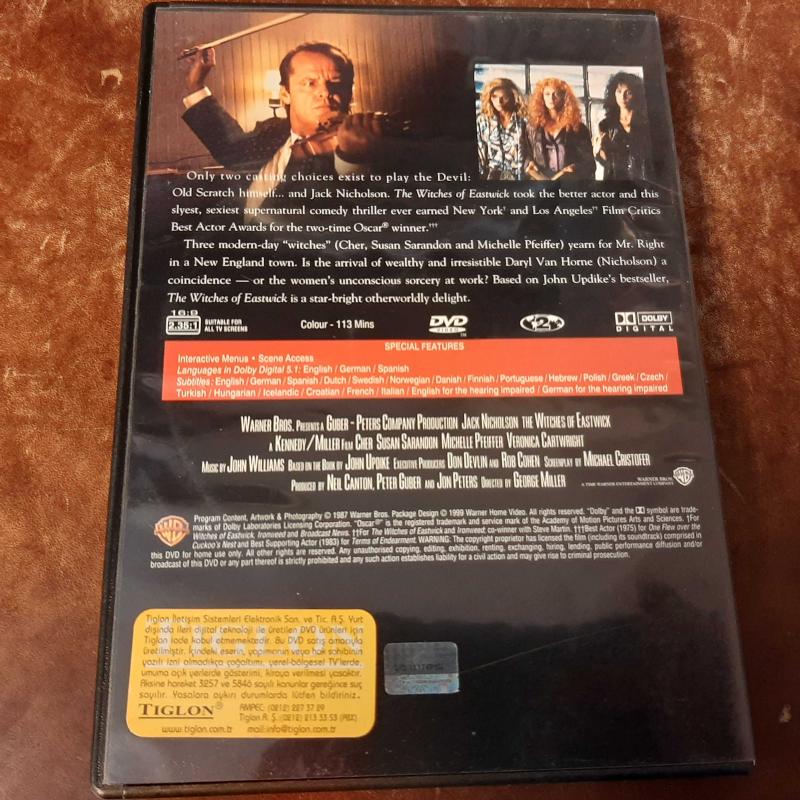 Only two casting choices exist to play the Devil:
Old Scratch himself... and Jack Nicholson. The Witches of Eastwick took the better actor and this
slyest, sexiest supernatural comedy thriller ever earned New York† and Los Angeles†† Film Critics
Best Actor Awards for the two-time Oscar® winner.†††
Three modern-day “witches” (Cher, Susan Sarandon and Michelle Pfeiffer) yearn for Mr. Right
in a New England town. Is the arrival of wealthy and irresistible Daryl Van Horne (Nicholson) a
coincidence — or the women's unconscious sorcery at work? Based on John Updike's bestseller,
The Witches of Eastwick is a star-bright otherworldly delight.
16:9
2.35:1
SUITABLE FOR
ALL TV SCREENS
Colour - 113 Mins
DVD
VIDEO
TM
2
DOLBY
DIGITAL
SPECIAL FEATURES
Interactive Menus • Scene Access
Languages in Dolby Digital 5.1: English / German / Spanish
Subtitles: English / German / Spanish / Dutch / Swedish / Norwegian / Danish / Finnish / Portuguese / Hebrew / Polish / Greek / Czech /
Turkish / Hungarian / Icelandic / Croatian / French / Italian / English for the hearing impaired / German for the hearing impaired
WARNER BROS. PRESENTS A GUBER - PETERS COMPANY PRODUCTION JACK NICHOLSON THE WITCHES OF EASTWICK
A KENNEDY/MILLER FILM CHER SUSAN SARANDON MICHELLE PFEIFFER VERONICA CARTWRIGHT
MUSIC BY JOHN WILLIAMS BASED ON THE BOOK BY JOHN UPDIKE EXECUTIVE PRODUCERS DON DEVLIN AND ROB COHEN SCREENPLAY BY MICHAEL CRISTOFER
PRODUCED BY NEIL CANTON, PETER GUBER AND JON PETERS DIRECTED BY GEORGE MILLER
WARNER BROS
A TIME WARNER ENTERTAINMENT COMPANY
Program Content, Artwork & Photography © 1987 Warner Bros. Package Design © 1999 Warner Home Video. All rights reserved. "Dolby" and the DD symbol are trade-
marks of Dolby Laboratories Licensing Corporation. "Oscar®" is the registered trademark and service mark of the Academy of Motion Pictures Arts and Sciences. †For
Witches of Eastwick, Ironweed and Broadcast News. ††For The Witches of Eastwick and Ironweed co-winner with Steve Martin. †††Best Actor (1975) for One Flew over the
Cuckoo's Nest and Best Supporting Actor (1983) for Terms of Endearment. WARNING: The copyright proprietor has licensed the film (including its soundtrack) comprised in
this DVD for home use only. All other rights are reserved. Any unauthorised copying, editing, exhibition, renting, exchanging, hiring, lending, public performance diffusion and/or
broadcast of this DVD or any part thereof is strictly prohibited and any such action establishes liability for a civil action and may give rise to criminal prosecution.
Tiglon İletişim Sistemleri Elektronik San. ve Tic. A.Ş. Yurt
dışında ileri dijital teknoloji ile üretilen DVD ürünleri için
Tiglon iade kabul etmemektedir. Bu DVD satış amacıyla
üretilmiştir. İçindeki eserin, yapımcının veya hak sahibinin
yazılı izni olmadıkça çoğaltımı, yerel-bölgesel TV'lerde,
umuma açık yerlerde gösterimi, kiraya verilmesi yasaktır.
Aksine hareket 3257 ve 5846 sayılı kanunlar gereğince suç
sayılır. Yasalara aykırı durumlarda lütfen bildiriniz.
TIGLON®
AMPEC: (0212) 227 37 29
Tiglon A. Ş. (0212) 213 33 53 (PBX)
www.tiglon.com.tr mail:info@tiglon.com.tr